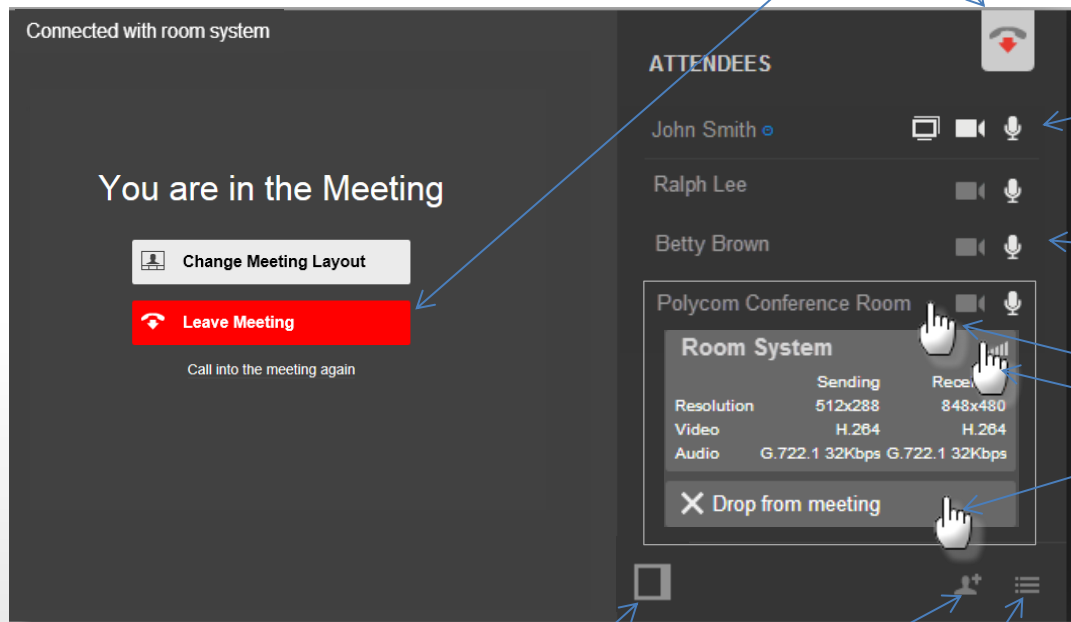 Connected with room system
You are in the Meeting
Change Meeting Layout
Leave Meeting
Call into the meeting again
ATTENDEES
John Smith
Ralph Lee
Betty Brown
Polycom Conference Room
Room System
Sending
Resolution 512x288 848x480
Video H.264 H.264
Audio G.722.1 32Kbps G.722.1 32Kbps
Drop from meeting